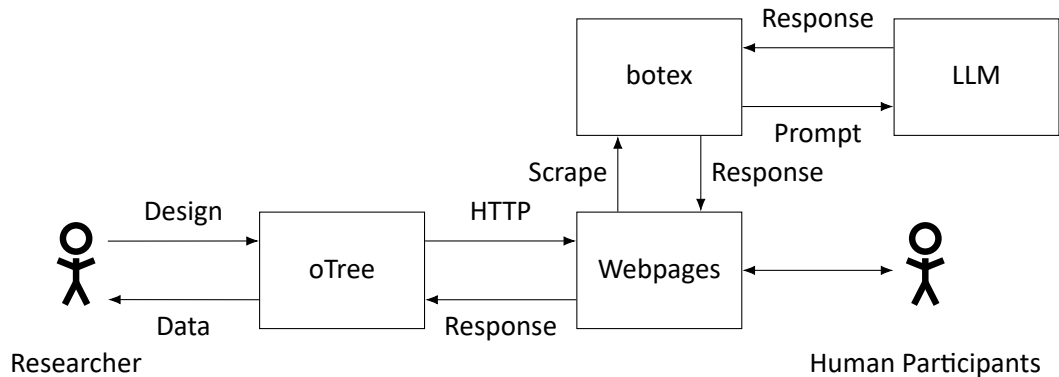 Response
botex
LLM
Prompt
Scrape
Response
Design
HTTP
oTree
Webpages
Data
Response
Researcher
Human Participants